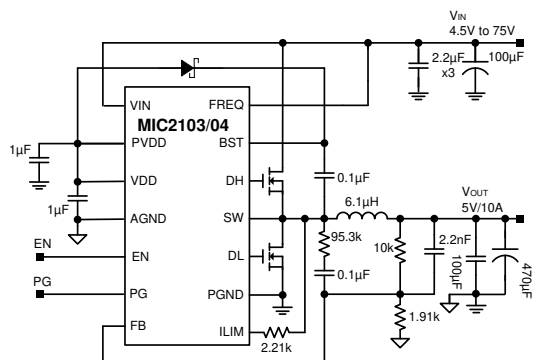 VIN
4.5V to 75V
2.2µF
x3
100µF
VIN
FREQ
MIC2103/04
1µF
PVDD
BST
0.1µF
VDD
DH
1µF
AGND
SW
6.1µH
VOUT
5V/10A
95.3k
10k
2.2nF
100µF
470µF
EN
EN
DL
0.1µF
PG
PG
PGND
1.91k
FB
ILIM
2.21k